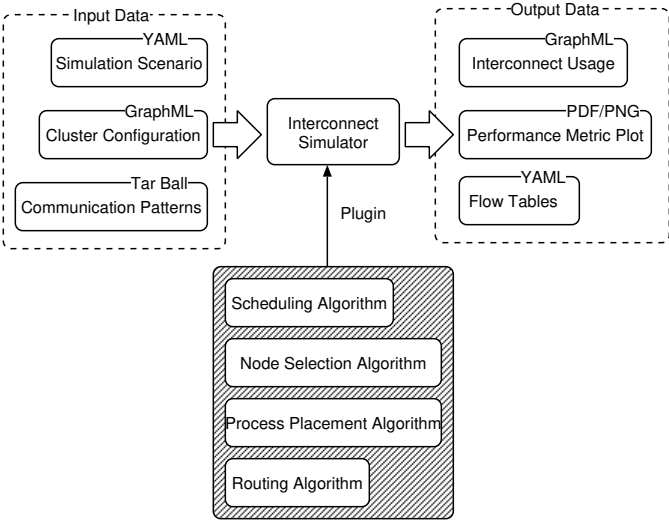 Input Data
YAML
Simulation Scenario
GraphML
Cluster Configuration
Tar Ball
Communication Patterns
Interconnect
Simulator
Output Data
GraphML
Interconnect Usage
PDF/PNG
Performance Metric Plot
YAML
Flow Tables
Plugin
Scheduling Algorithm
Node Selection Algorithm
Process Placement Algorithm
Routing Algorithm